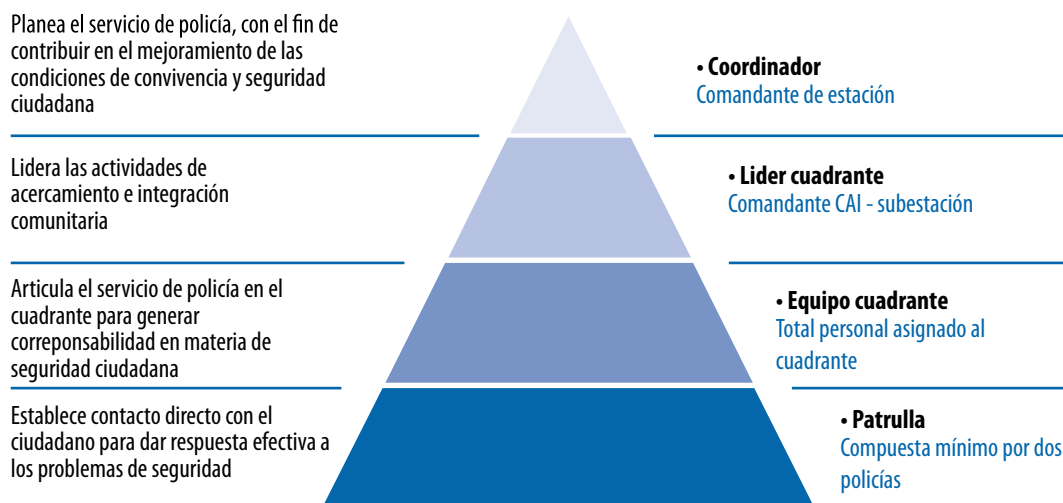 Planea el servicio de policía, con el fin de
contribuir en el mejoramiento de las
condiciones de convivencia y seguridad
ciudadana
• Coordinador
Comandante de estación
Lidera las actividades de
acercamiento e integración
comunitaria
• Lider cuadrante
Comandante CAI - subestación
Articula el servicio de policía en el
cuadrante para generar
correponsabilidad en materia de
seguridad ciudadana
• Equipo cuadrante
Total personal asignado al
cuadrante
Establece contacto directo con el
ciudadano para dar respuesta efectiva a
los problemas de seguridad
• Patrulla
Compuesta mínimo por dos
policías